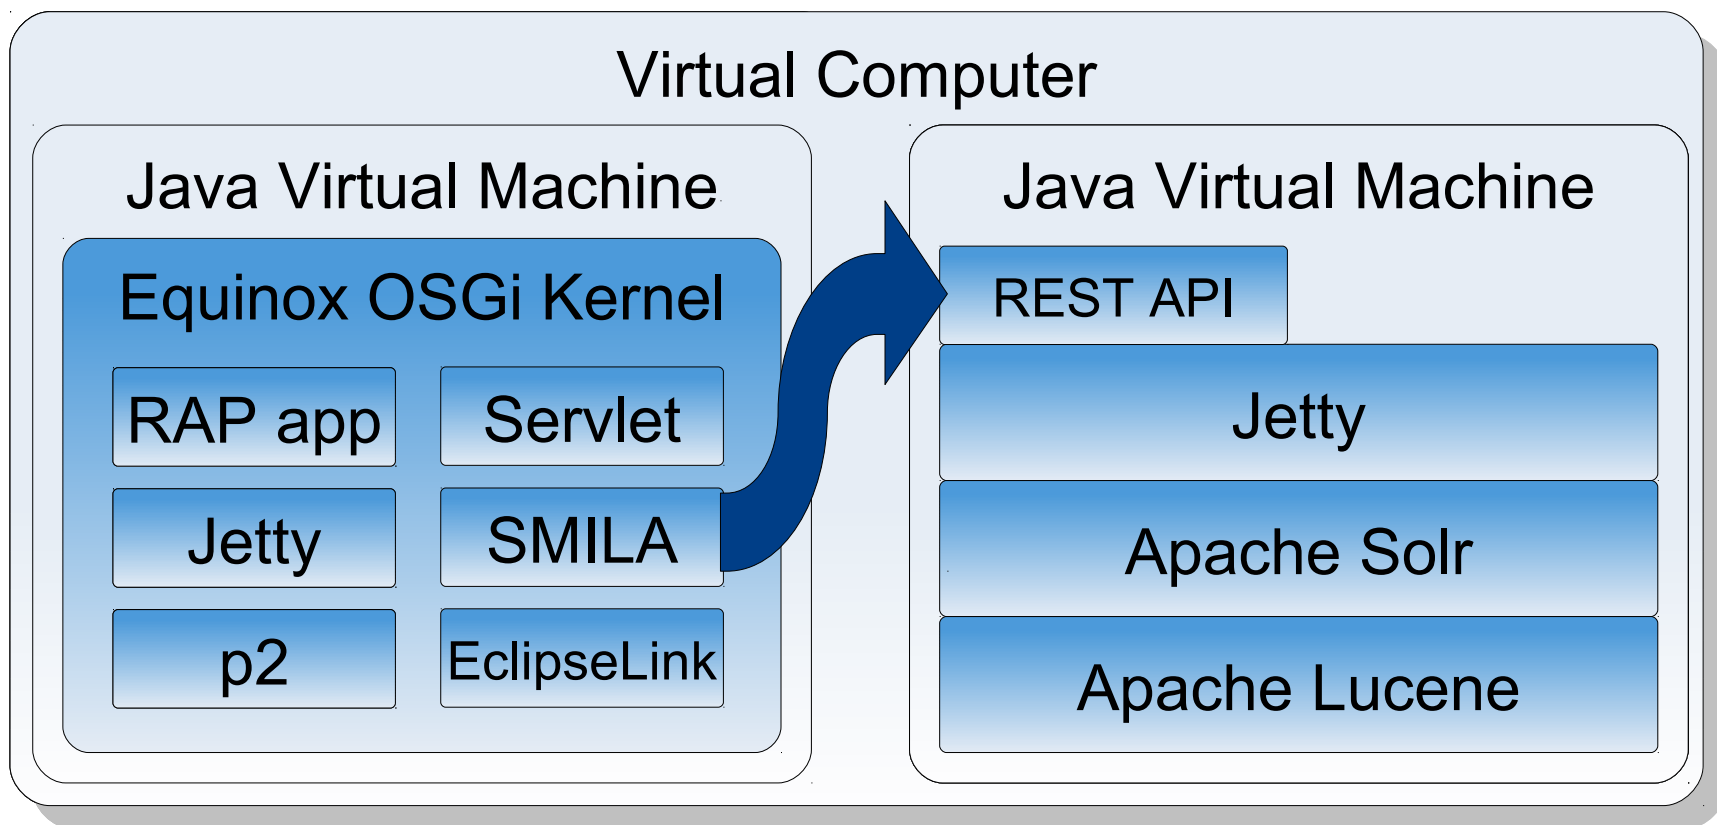 Virtual Computer
Java Virtual Machine
Equinox OSGi Kernel
RAP app
Servlet
Jetty
SMILA
p2
EclipseLink
Java Virtual Machine
REST API
Jetty
Apache Solr
Apache Lucene